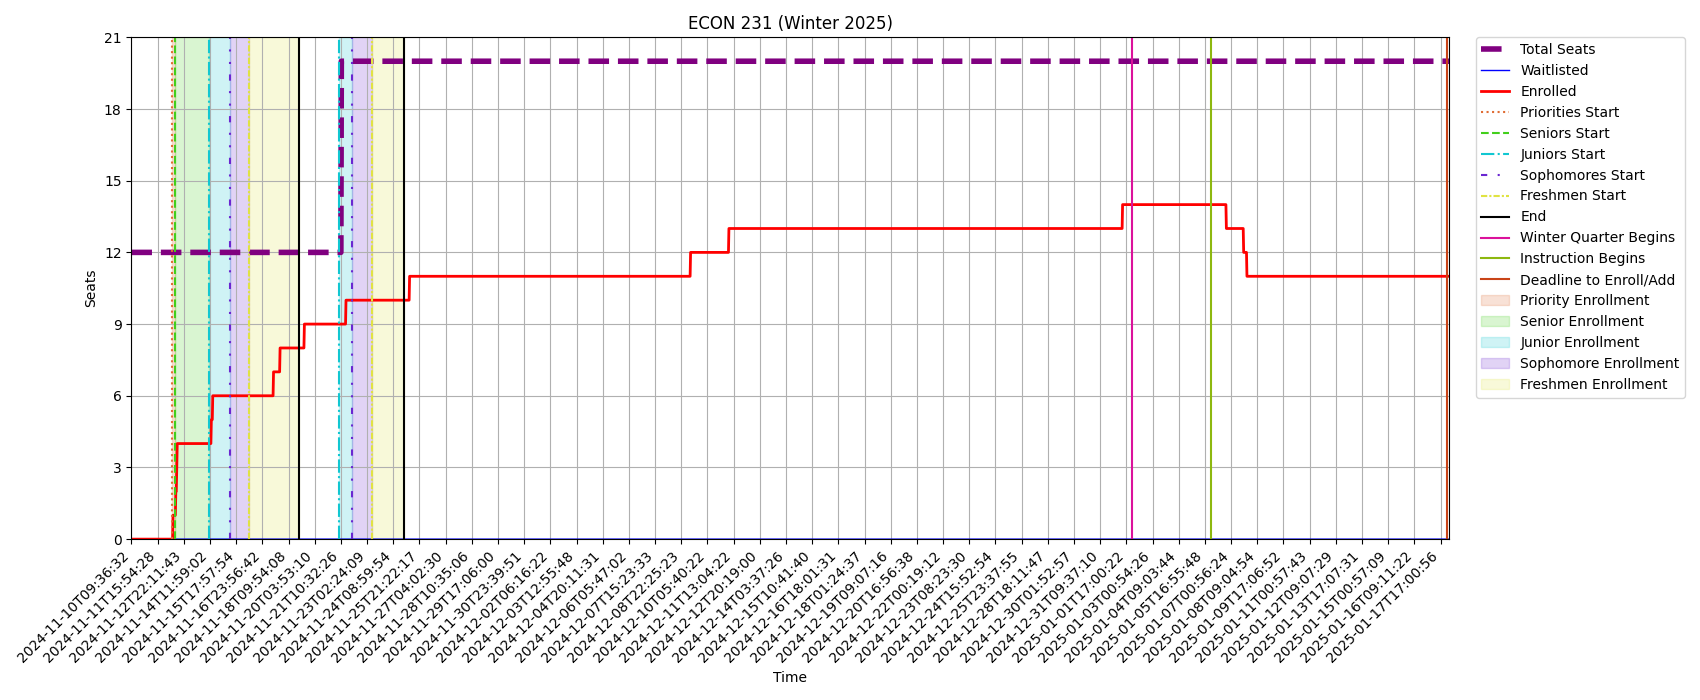 ECON 231 (Winter 2025)
21
18
15
12
9
6
3
0
Seats
2024-11-10T09:36:32
2024-11-11T15:54:28
2024-11-12T22:11:43
2024-11-14T11:59:02
2024-11-15T17:57:54
2024-11-16T23:56:42
2024-11-18T09:54:08
2024-11-20T03:53:10
2024-11-21T10:32:26
2024-11-23T02:24:09
2024-11-24T08:59:54
2024-11-25T21:22:17
2024-11-27T04:02:30
2024-11-28T10:35:06
2024-11-29T17:06:00
2024-11-30T23:39:51
2024-12-02T06:16:22
2024-12-03T12:55:48
2024-12-04T20:11:31
2024-12-06T05:47:02
2024-12-07T15:23:33
2024-12-08T22:25:23
2024-12-10T05:40:22
2024-12-11T13:04:22
2024-12-12T20:19:00
2024-12-14T03:37:26
2024-12-15T10:41:40
2024-12-16T18:01:31
2024-12-18T01:24:37
2024-12-19T09:07:16
2024-12-20T16:56:38
2024-12-22T00:19:12
2024-12-23T08:23:30
2024-12-24T15:52:54
2024-12-25T23:37:55
2024-12-28T18:11:47
2024-12-30T01:52:57
2024-12-31T09:37:10
2025-01-01T17:00:22
2025-01-03T00:54:26
2025-01-04T09:03:44
2025-01-05T16:55:48
2025-01-07T00:56:24
2025-01-08T09:04:54
2025-01-09T17:06:52
2025-01-11T00:57:43
2025-01-12T09:07:29
2025-01-13T17:07:31
2025-01-15T00:57:09
2025-01-16T09:11:22
2025-01-17T17:00:56
Time
Total Seats
Waitlisted
Enrolled
Priorities Start
Seniors Start
Juniors Start
Sophomores Start
Freshmen Start
End
Winter Quarter Begins
Instruction Begins
Deadline to Enroll/Add
Priority Enrollment
Senior Enrollment
Junior Enrollment
Sophomore Enrollment
Freshmen Enrollment